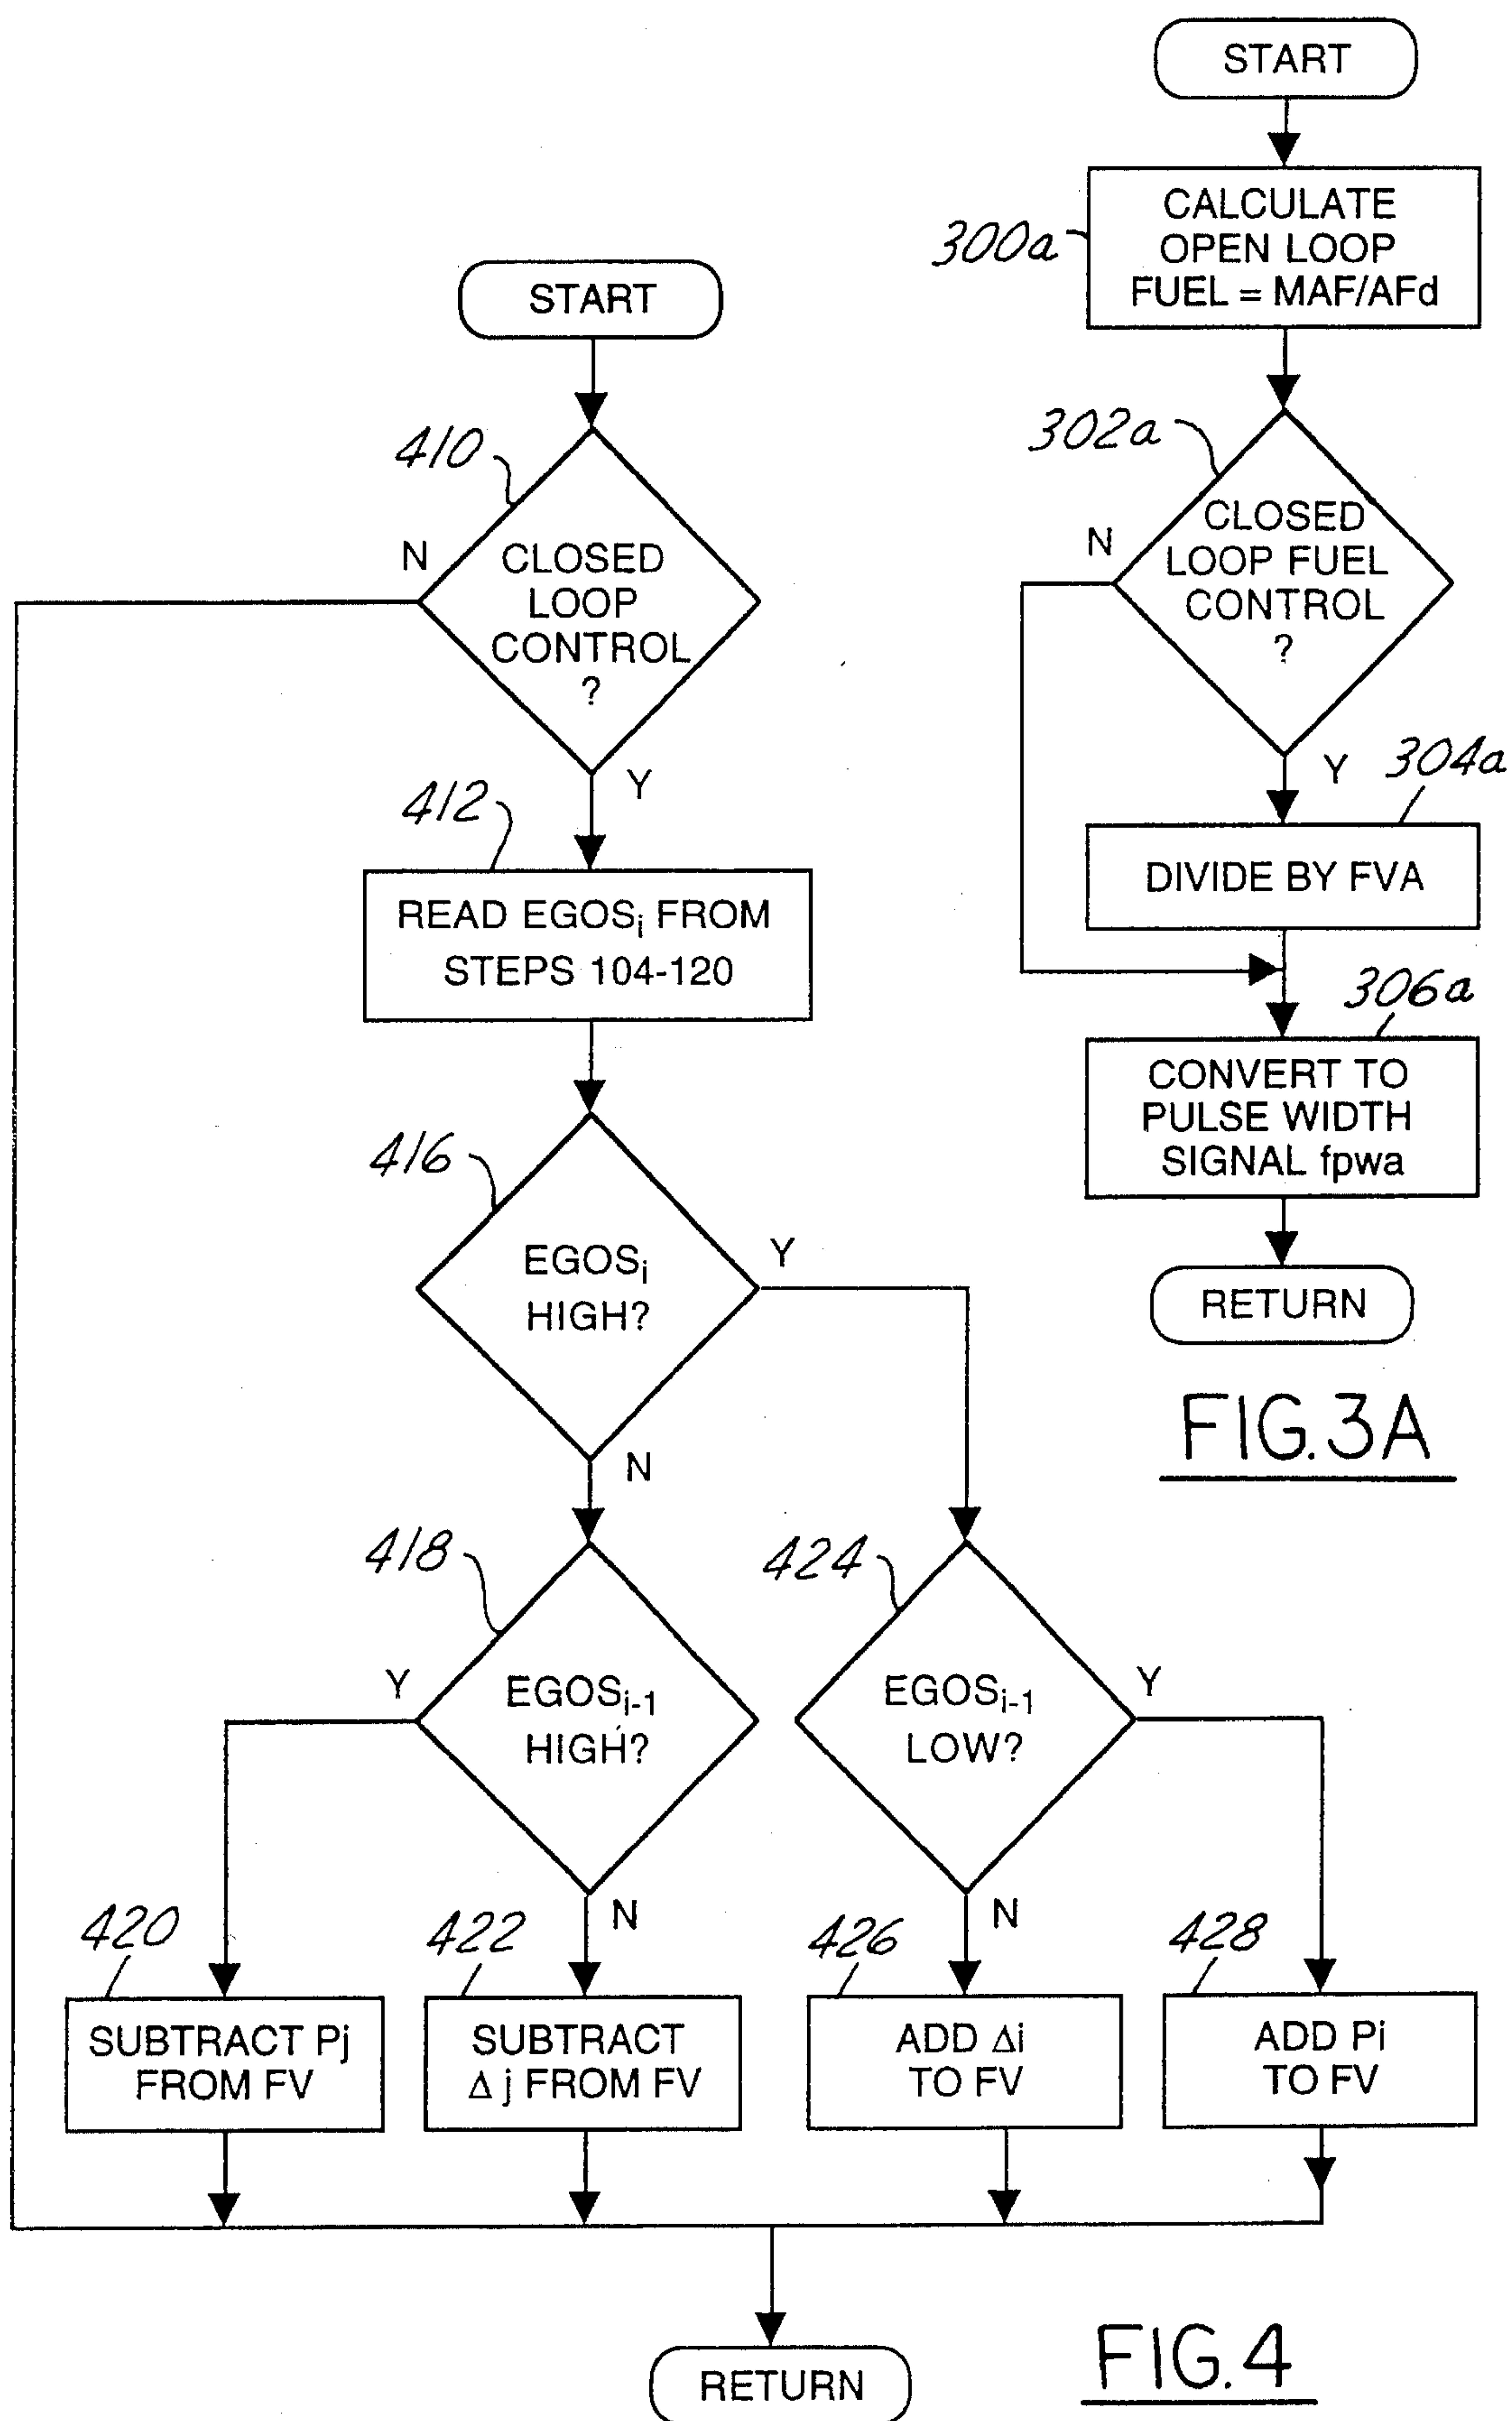 START
300a
CALCULATE
OPEN LOOP
FUEL = MAF/AFd
302a
CLOSED
LOOP FUEL
CONTROL
?
N
Y
304a
DIVIDE BY FVA
306a
CONVERT TO
PULSE WIDTH
SIGNAL fpwa
RETURN
FIG.3A
START
410
CLOSED
LOOP
CONTROL
?
N
Y
412
READ EGOSi FROM
STEPS 104-120
416
EGOSi
HIGH?
Y
N
418
EGOSi-1
HIGH?
Y
N
424
EGOSi-1
LOW?
Y
N
420
SUBTRACT Pj
FROM FV
422
SUBTRACT
Δj FROM FV
426
ADD Δi
TO FV
428
ADD Pi
TO FV
RETURN
FIG.4